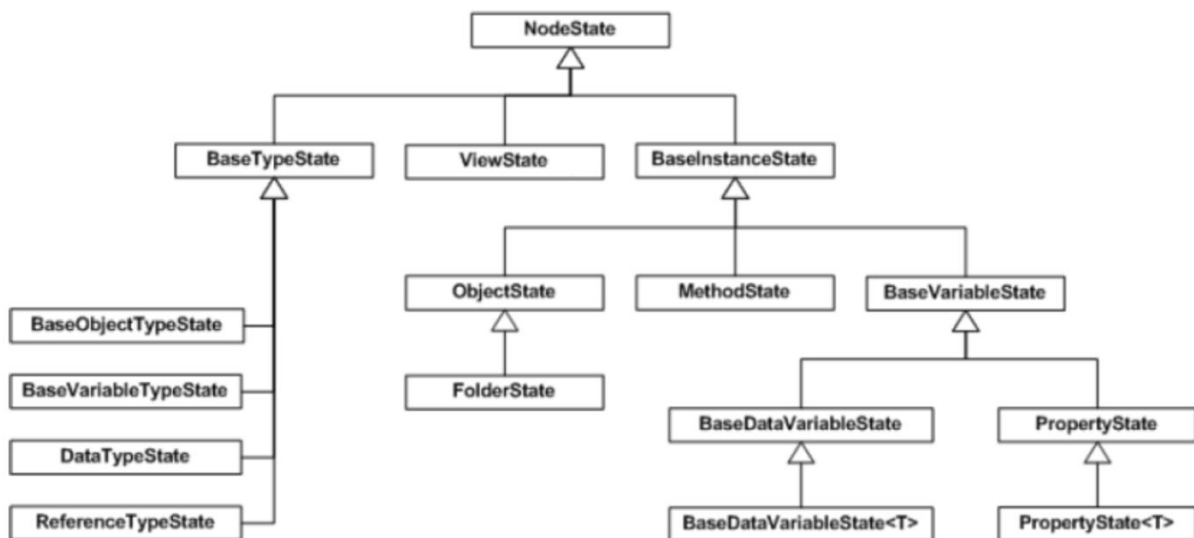 NodeState
BaseTypeState
ViewState
BaseInstanceState
ObjectState
MethodState
BaseVariableState
BaseObjectTypeState
BaseVariableTypeState
FolderState
BaseDataVariableState
PropertyState
DataTypeState
ReferenceTypeState
BaseDataVariableState<T>
PropertyState<T>